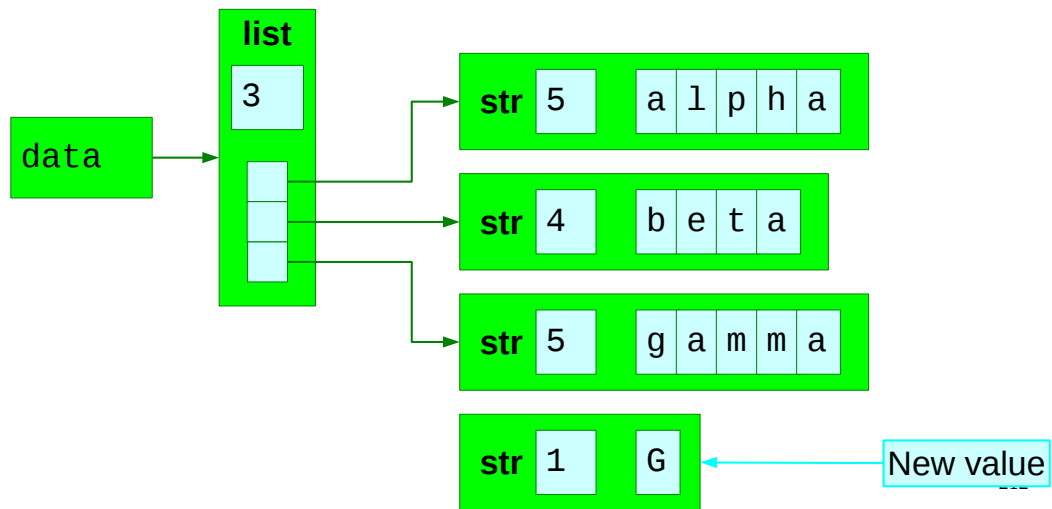 list
3
data
str 5 a l p h a
str 4 b e t a
str 5 g a m m a
str 1 G
New value